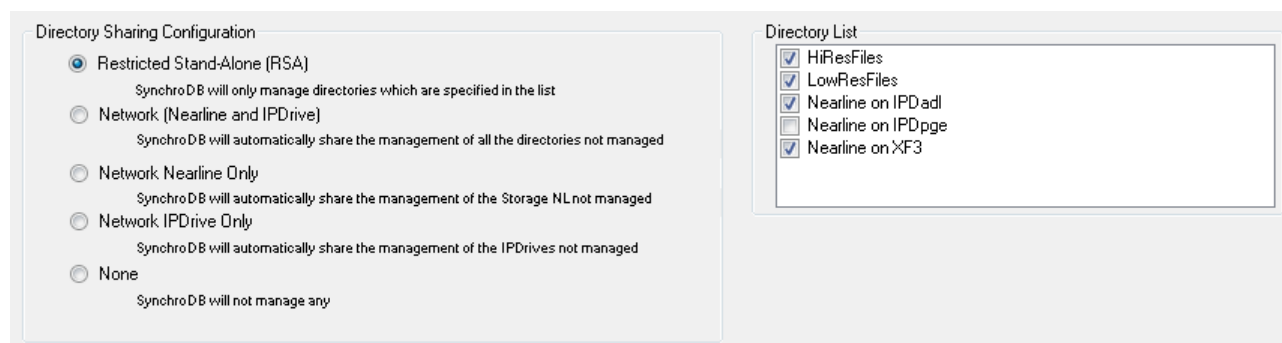 Directory Sharing Configuration
Restricted Stand-Alone (RSA)
SynchroDB will only manage directories which are specified in the list
Network (Nearline and IPDrive)
SynchroDB will automatically share the management of all the directories not managed
Network Nearline Only
SynchroDB will automatically share the management of the Storage NL not managed
Network IPDrive Only
SynchroDB will automatically share the management of the IPDrives not managed
None
SynchroDB will not manage any
Directory List
HiResFiles
LowResFiles
Nearline on IPDadl
Nearline on IPDpge
Nearline on XF3